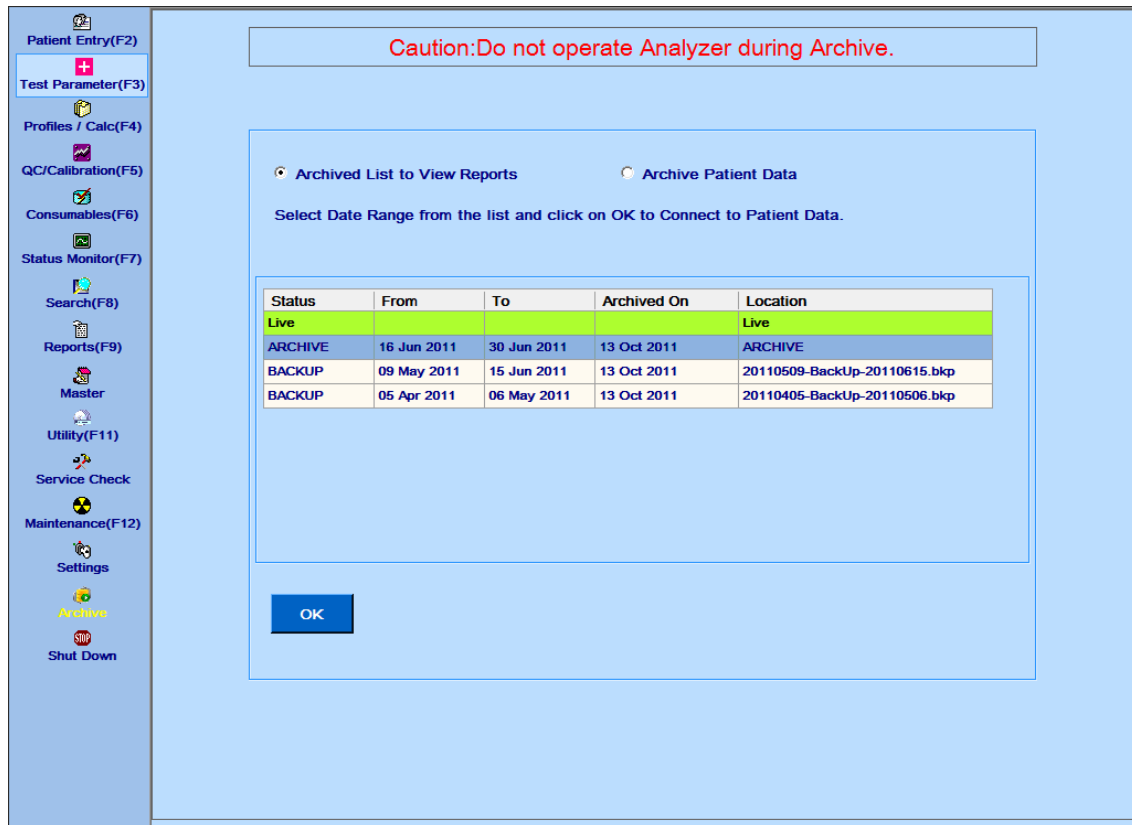 Patient Entry(F2)
Test Parameter(F3)
Profiles / Calc(F4)
QC/Calibration(F5)
Consumables(F6)
Status Monitor(F7)
Search(F8)
Reports(F9)
Master
Utility(F11)
Service Check
Maintenance(F12)
Settings
Archive
STOP
Shut Down
Caution:Do not operate Analyzer during Archive.
Archived List to View Reports Archive Patient Data
Select Date Range from the list and click on OK to Connect to Patient Data.
Status From To Archived On Location
Live Live
ARCHIVE 16 Jun 2011 30 Jun 2011 13 Oct 2011 ARCHIVE
BACKUP 09 May 2011 15 Jun 2011 13 Oct 2011 20110509-BackUp-20110615.bkp
BACKUP 05 Apr 2011 06 May 2011 13 Oct 2011 20110405-BackUp-20110506.bkp
OK